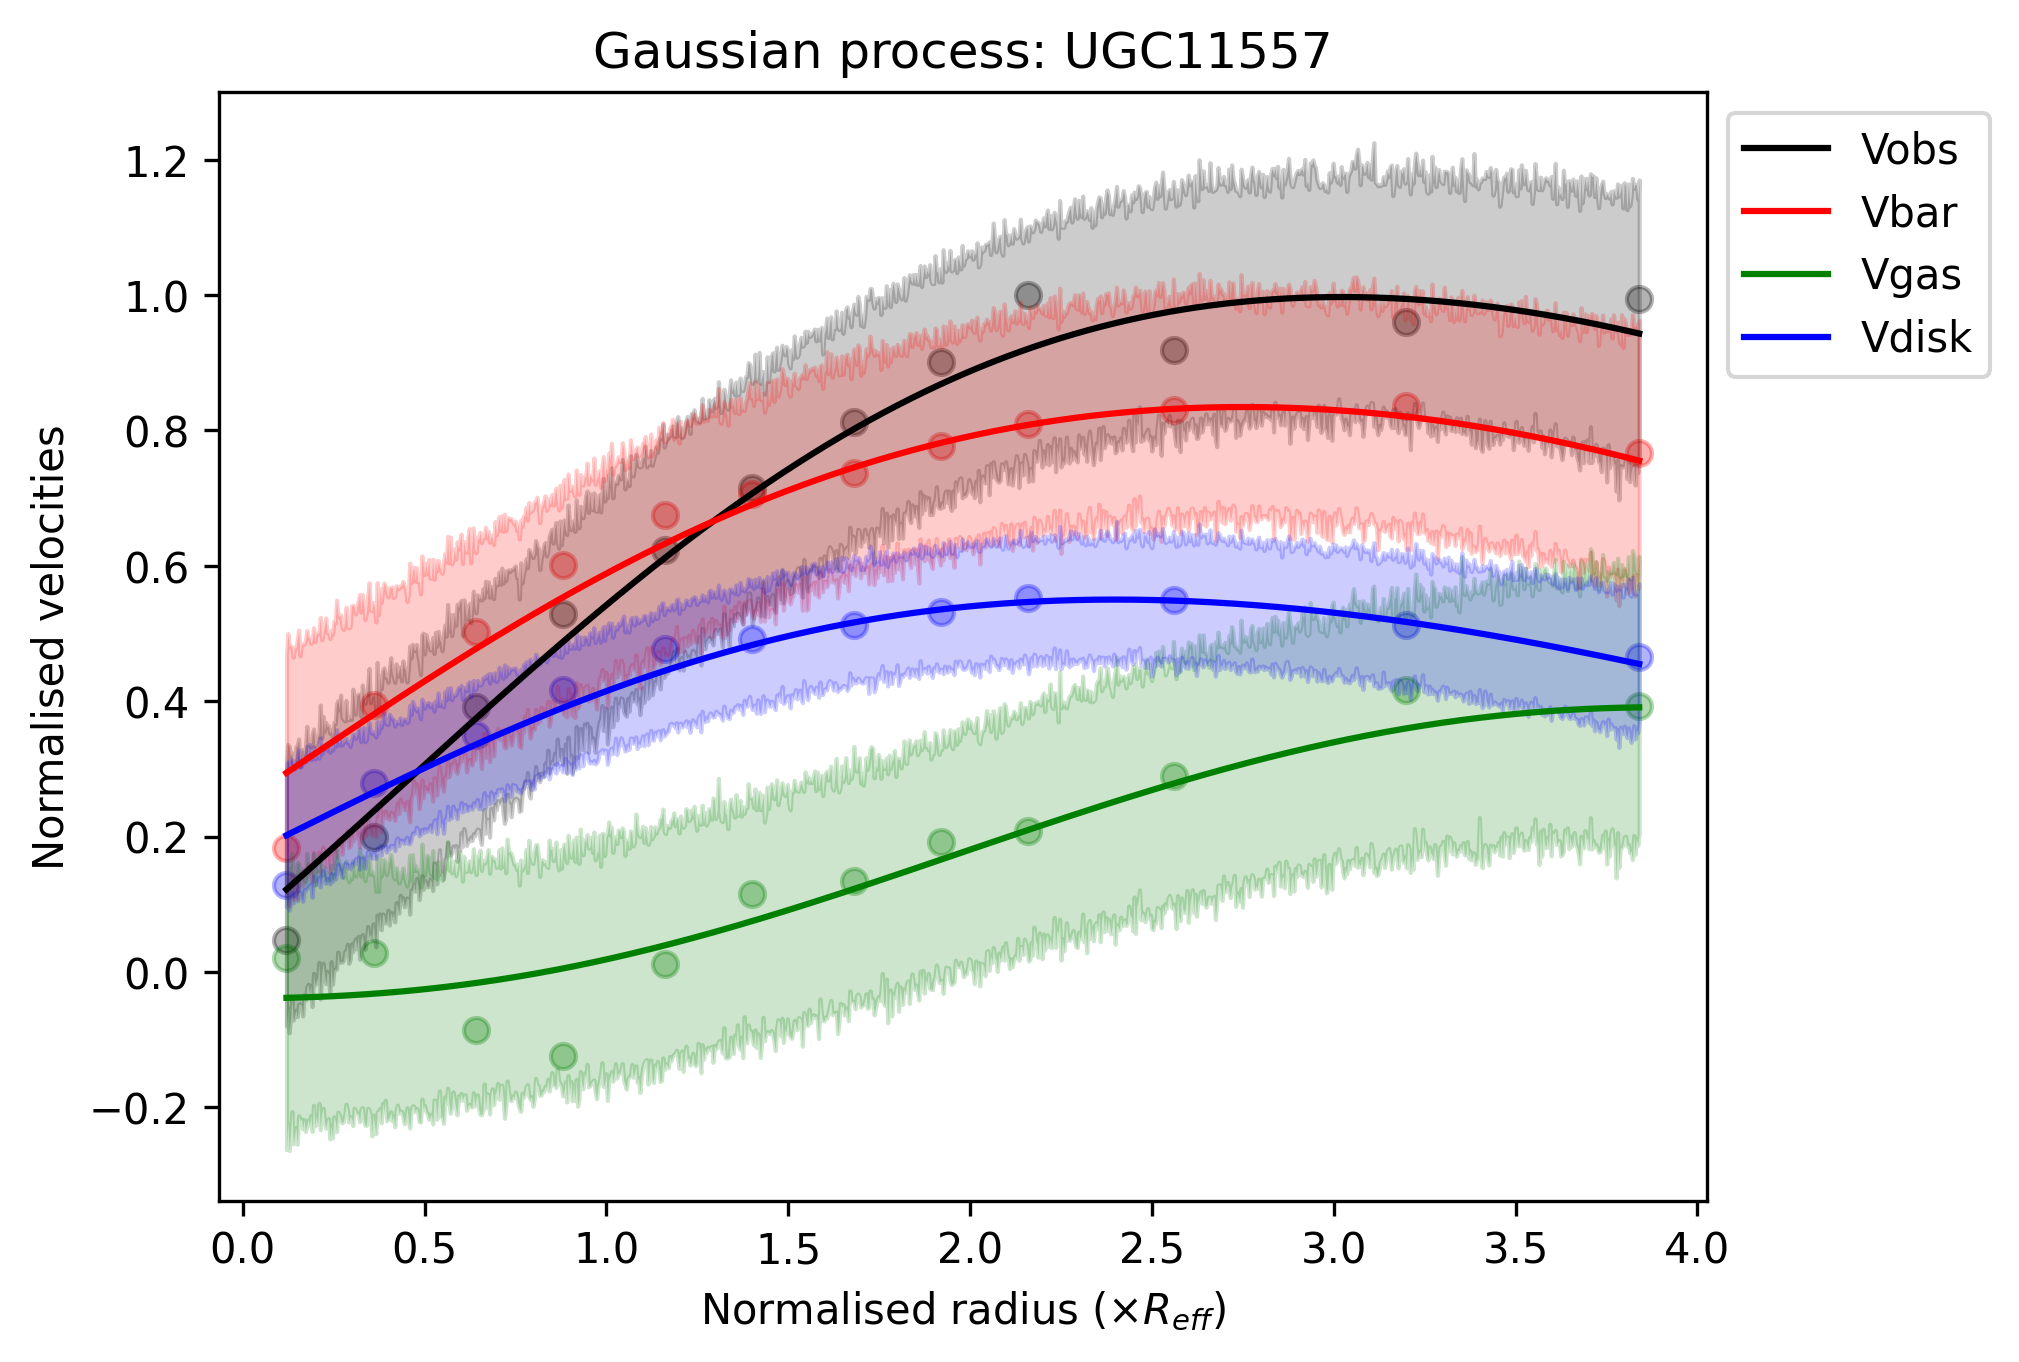 Gaussian process: UGC11557
Vobs
Vbar
Vgas
Vdisk
Normalised velocities
1.2
1.0
0.8
0.6
0.4
0.2
0.0
−0.2
0.0 0.5 1.0 1.5 2.0 2.5 3.0 3.5 4.0
Normalised radius (×R_eff)